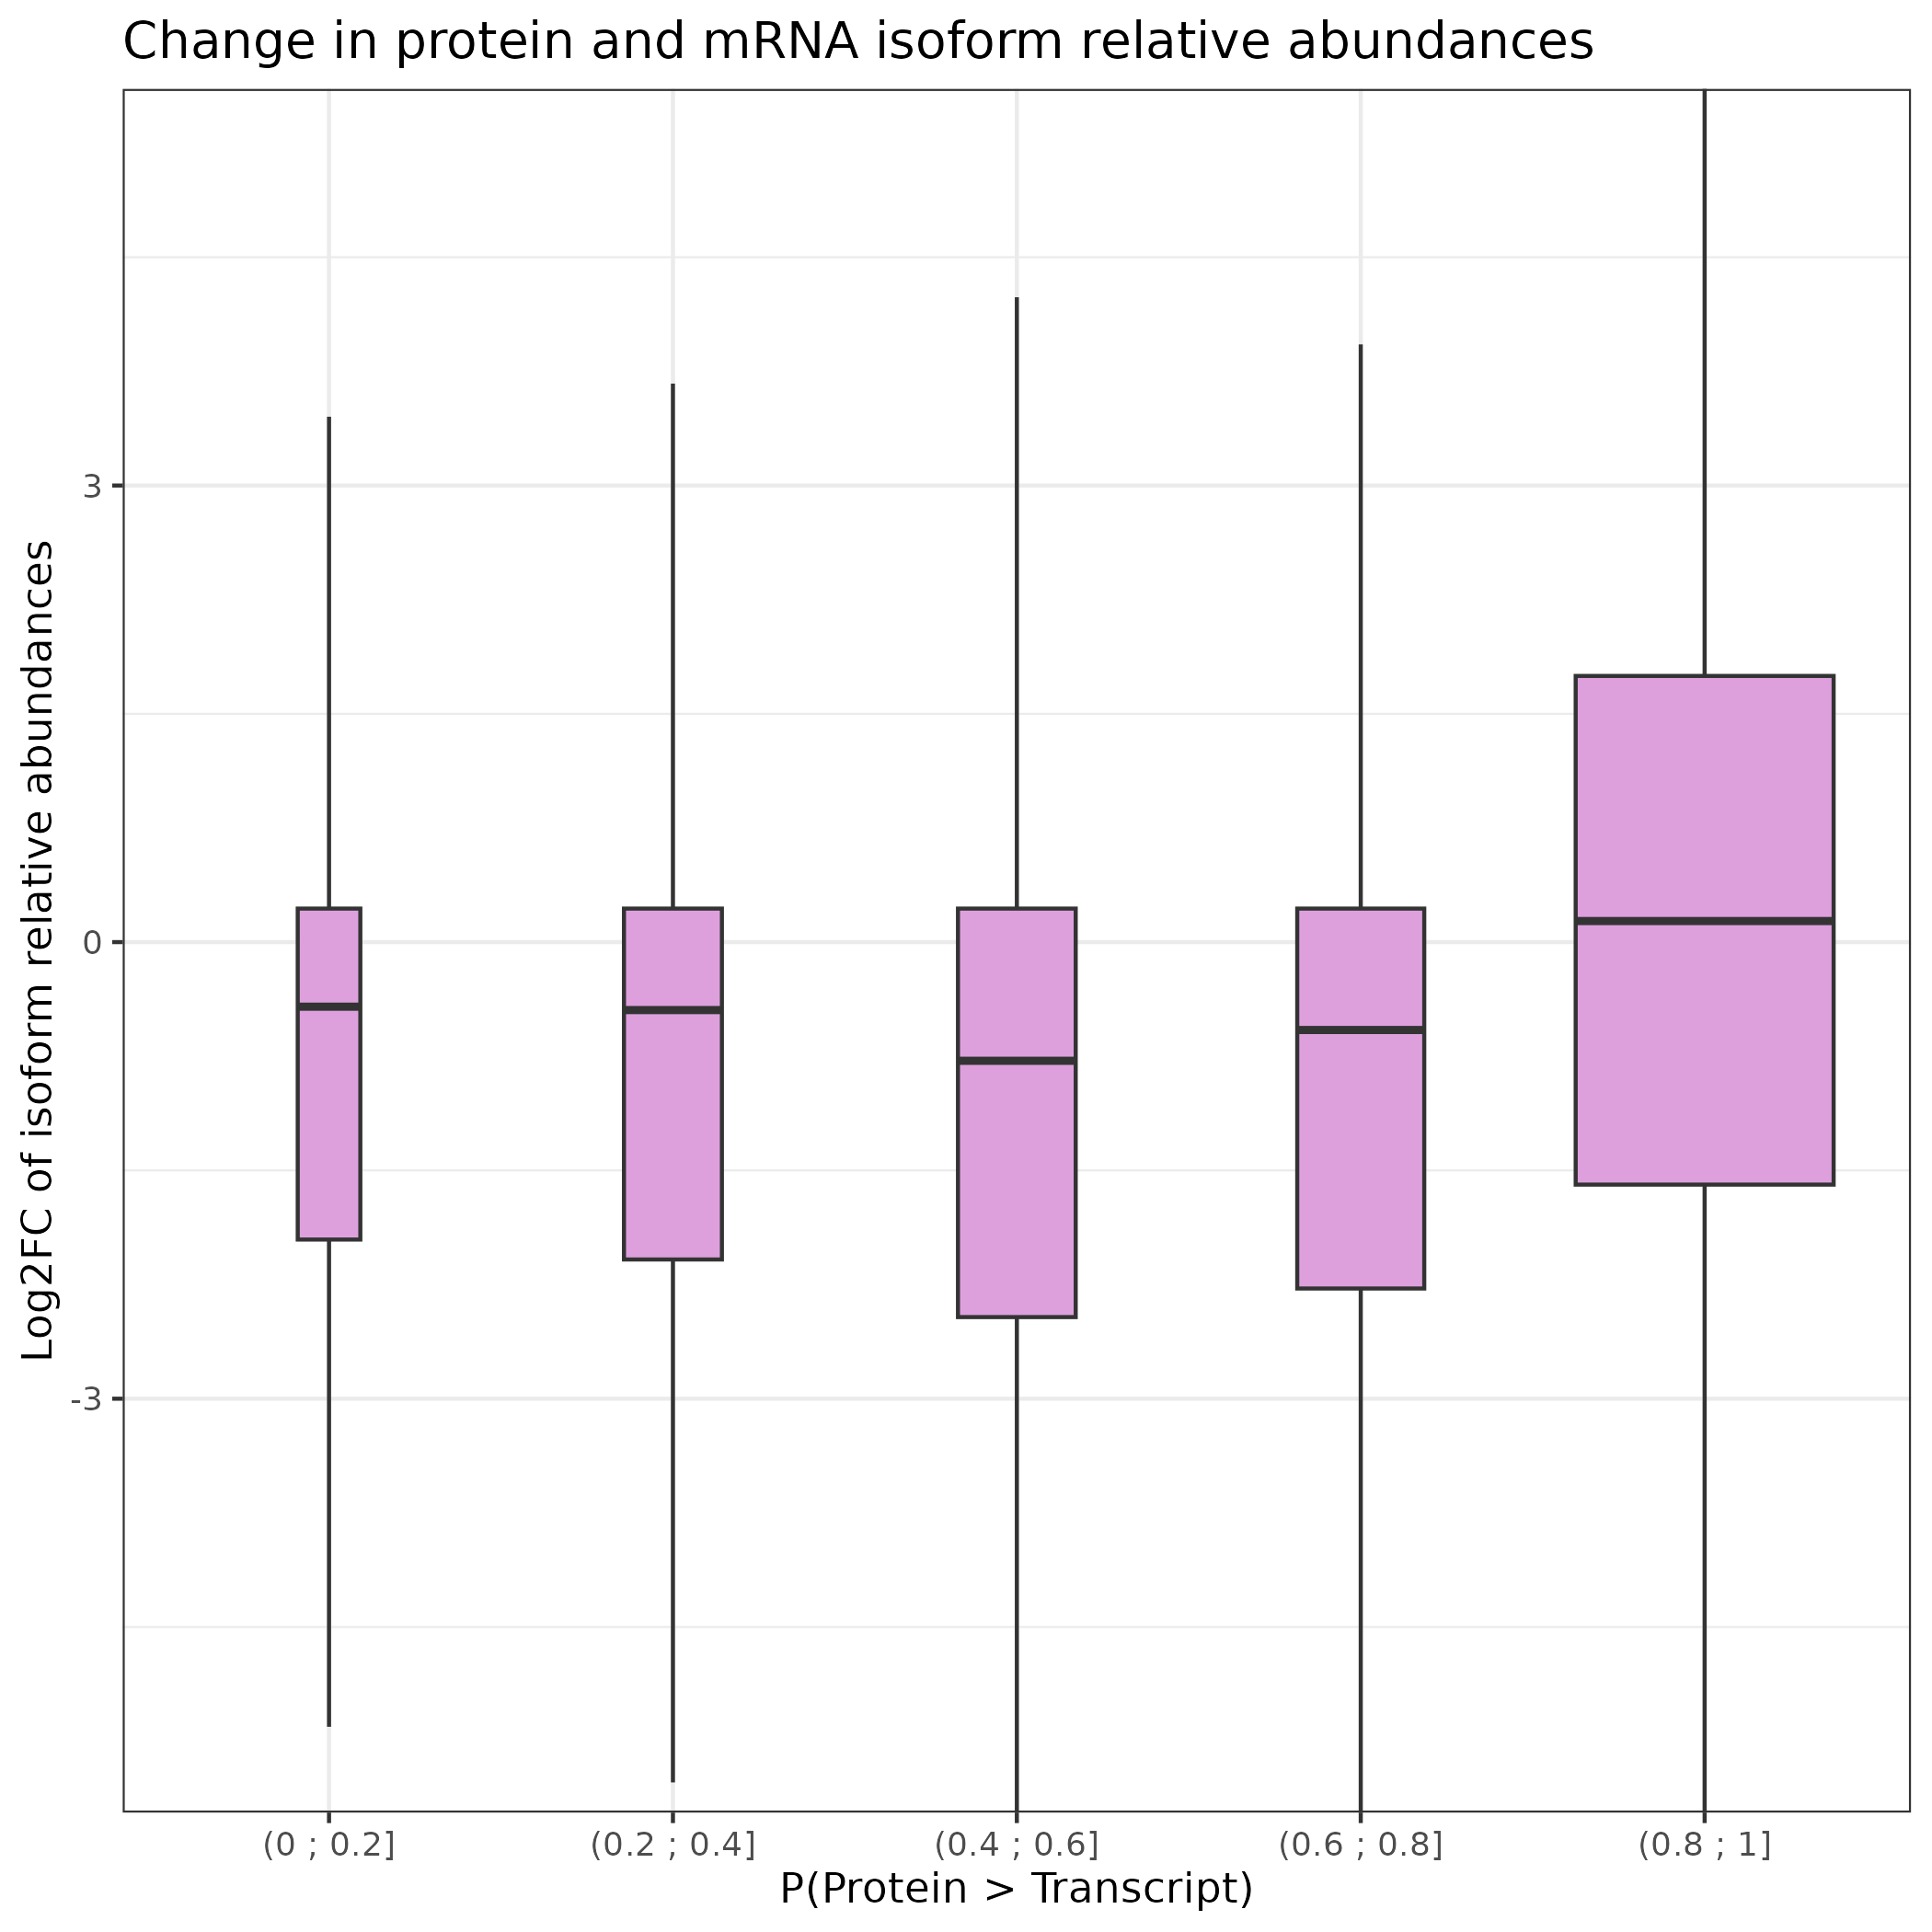 Change in protein and mRNA isoform relative abundances
Log2FC of isoform relative abundances
3
0
-3
(0 ; 0.2]
(0.2 ; 0.4]
(0.4 ; 0.6]
(0.6 ; 0.8]
(0.8 ; 1]
P(Protein > Transcript)